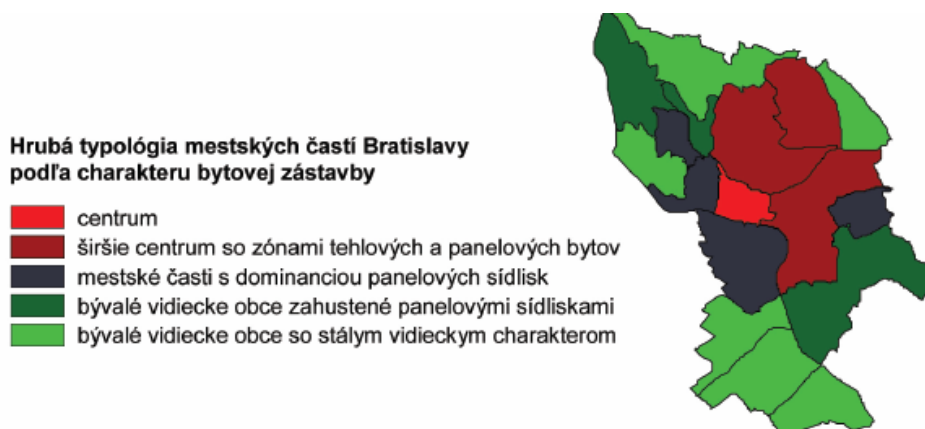 Hrubá typológia mestských častí Bratislavy
podľa charakteru bytovej zástavby
centrum
širšie centrum so zónami tehlových a panelových bytov
mestské časti s dominanciou panelových sídlisk
bývalé vidiecke obce zahustené panelovými sídliskami
bývalé vidiecke obce so stálym vidieckym charakterom